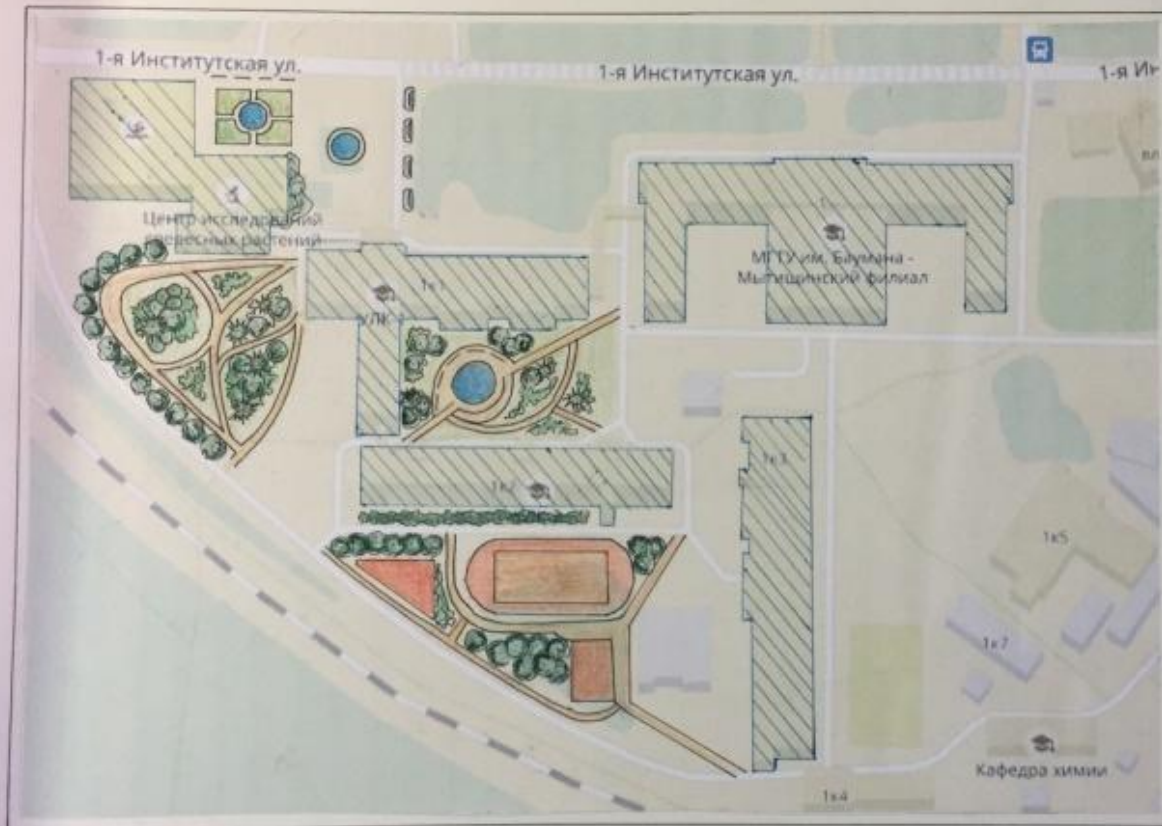 1-я Институтская ул.
1-я Институтская ул.
1-я Ин
вл
Центр исследований
древесных растений
МГТУ им. Баумана -
Мытищинский филиал
1к1
УЛК
1к2
1к3
1к5
1к7
Кафедра химии
1к4